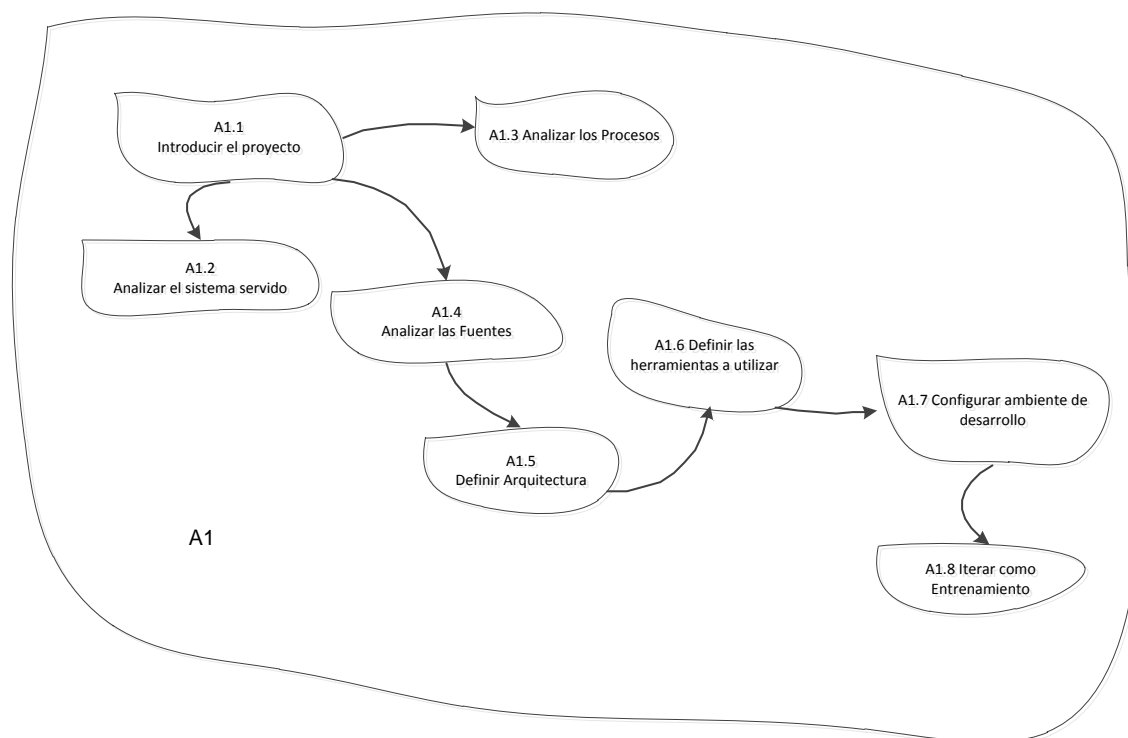 A1.1
Introducir el proyecto
A1.3 Analizar los Procesos
A1.2
Analizar el sistema servido
A1.4
Analizar las Fuentes
A1.6 Definir las
herramientas a utilizar
A1.7 Configurar ambiente de
desarrollo
A1.5
Definir Arquitectura
A1
A1.8 Iterar como
Entrenamiento